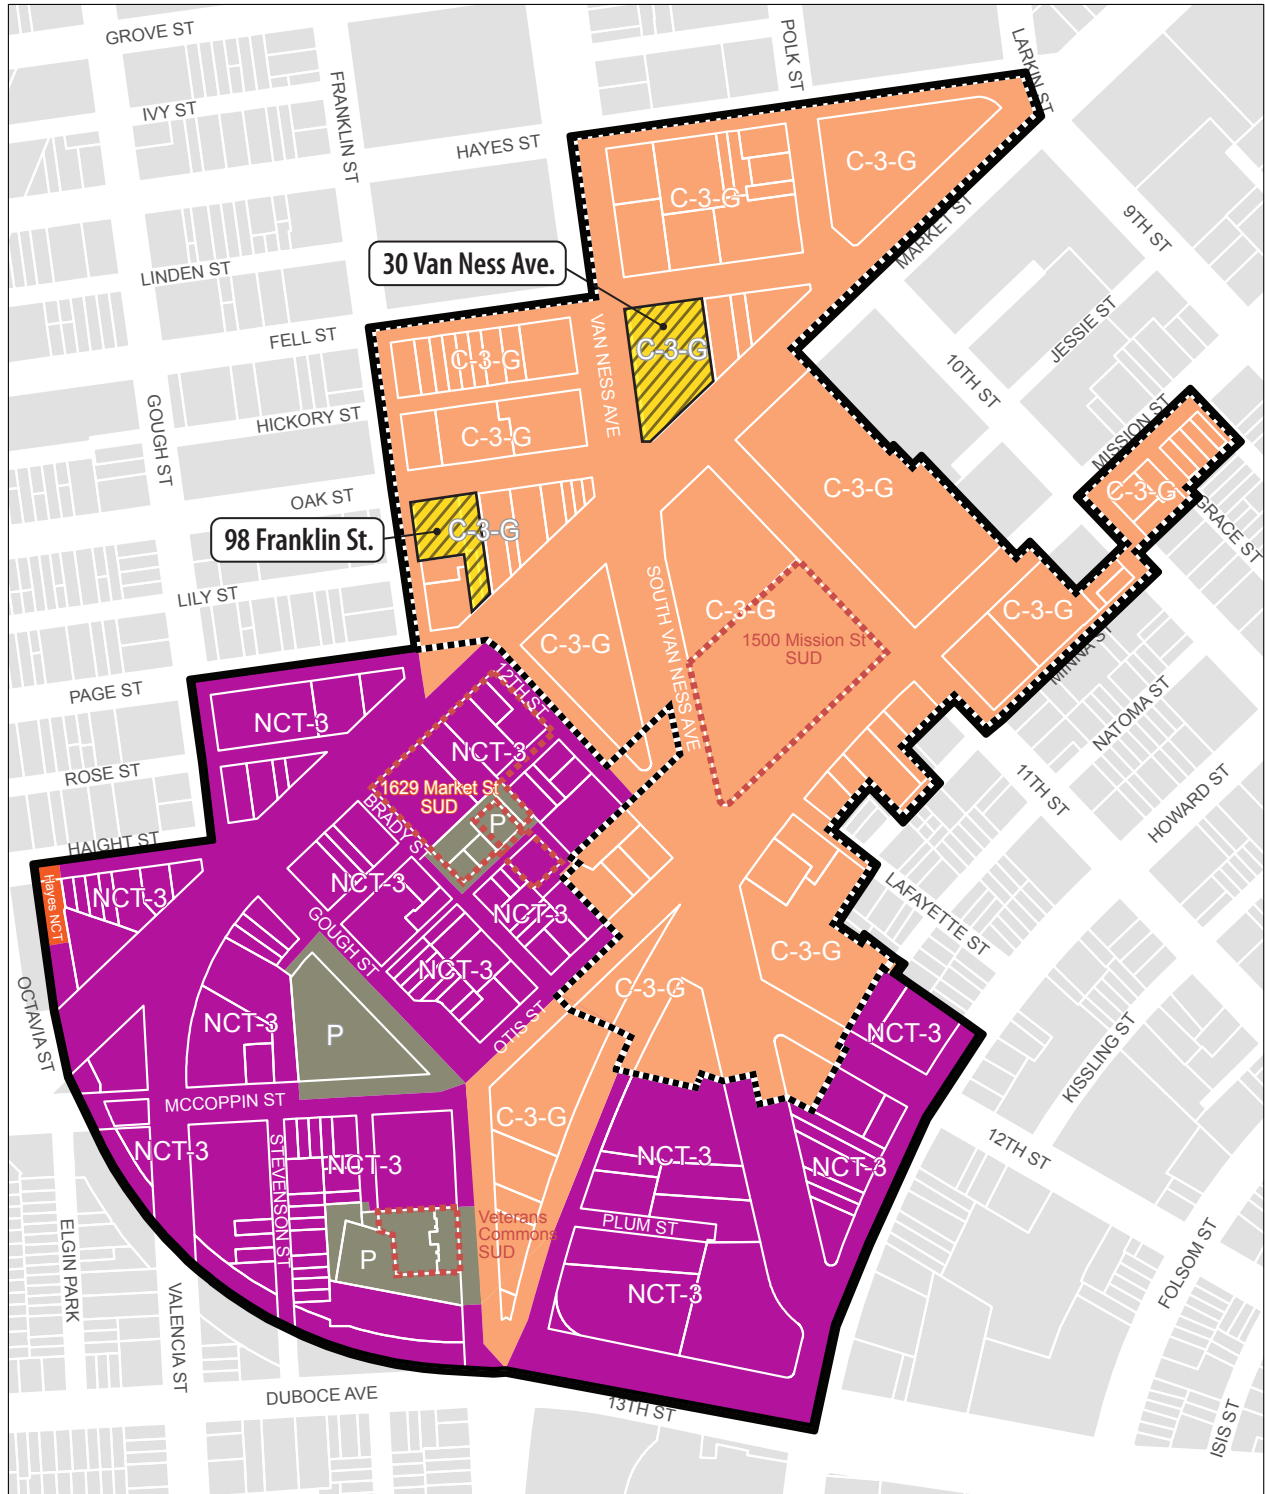 GROVE ST
POLK ST
LARKIN ST
FRANKLIN ST
IVY ST
HAYES ST
C-3-G
C-3-G
9TH ST
MARKET ST
30 Van Ness Ave.
LINDEN ST
JESSIE ST
FELL ST
VAN NESS AVE
C-3-G
C-3-G
10TH ST
GOUGH ST
HICKORY ST
C-3-G
MISSION ST
C-3-G
C-3-G
OAK ST
GRACE ST
98 Franklin St.
C-3-G
LILY ST
SOUTH VAN NESS AVE
C-3-G
C-3-G
C-3-G
1500 Mission St
SUD
MINNA ST
PAGE ST
12TH ST
NATOMA ST
NCT-3
NCT-3
ROSE ST
11TH ST
1629 Market St
SUD
HOWARD ST
BRADY ST
P
HAIGHT ST
Hayes NCT
NCT-3
NCT-3
NCT-3
LAFAYETTE ST
GOUGH ST
C-3-G
NCT-3
C-3-G
OCTAVIA ST
NCT-3
P
OTIS ST
NCT-3
KISSLING ST
MCCOPPIN ST
C-3-G
NCT-3
STEVENSON ST
NCT-3
NCT-3
NCT-3
12TH ST
ELGIN PARK
Veterans
Commons
SUD
PLUM ST
P
FOLSOM ST
VALENCIA ST
NCT-3
DUBOCE AVE
13TH ST
ISIS ST